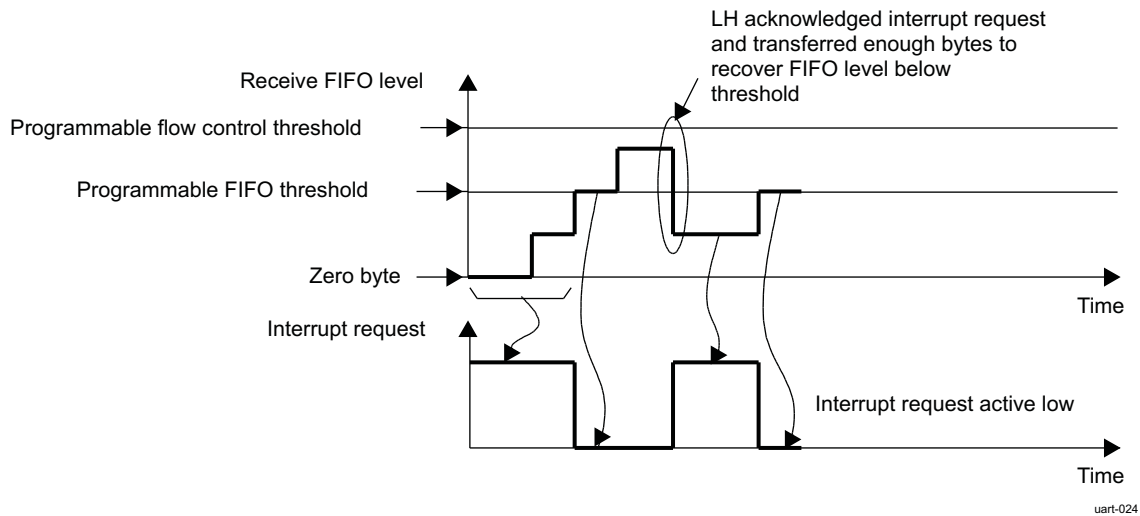 LH acknowledged interrupt request
and transferred enough bytes to
recover FIFO level below
threshold
Receive FIFO level
Programmable flow control threshold
Programmable FIFO threshold
Zero byte
Time
Interrupt request
Interrupt request active low
Time
uart-024